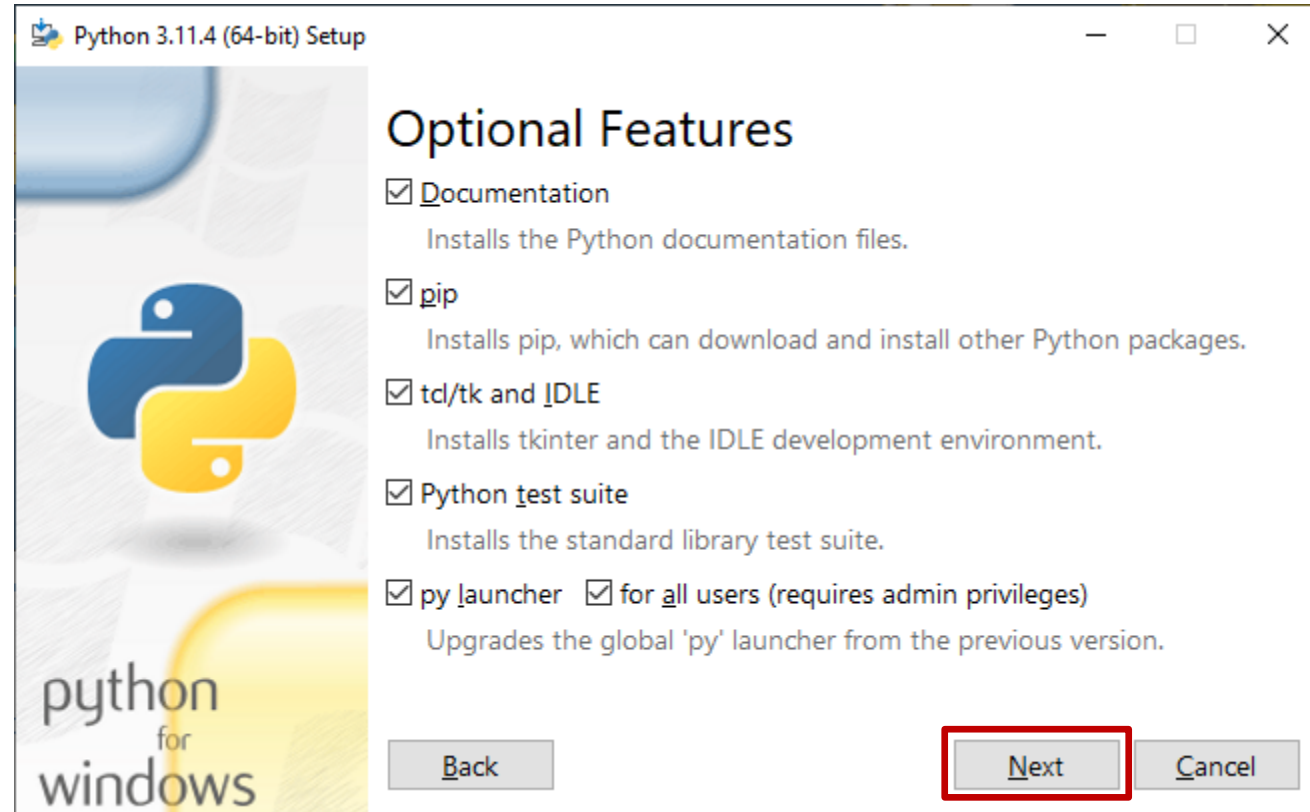 Python 3.11.4 (64-bit) Setup
Optional Features
Documentation
Installs the Python documentation files.
pip
Installs pip, which can download and install other Python packages.
tcl/tk and IDLE
Installs tkinter and the IDLE development environment.
Python test suite
Installs the standard library test suite.
py launcher for all users (requires admin privileges)
Upgrades the global 'py' launcher from the previous version.
python
for
windows
Back Next Cancel